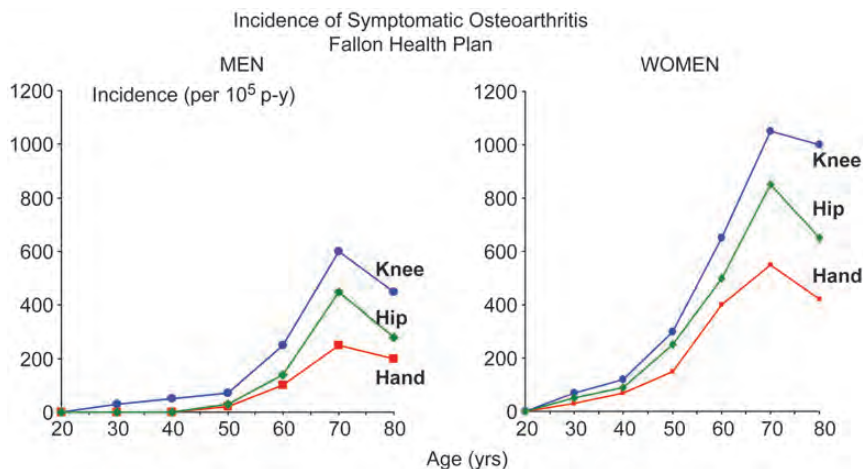 Incidence of Symptomatic Osteoarthritis
Fallon Health Plan
MEN
Incidence (per 10⁵ p-y)
1200
1000
800
600
400
200
0
20 30 40 50 60 70 80
Knee
Hip
Hand
WOMEN
1200
1000
800
600
400
200
0
20 30 40 50 60 70 80
Knee
Hip
Hand
Age (yrs)